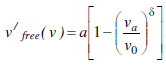 v′free(v) = a[1 − (va/v0)^δ]